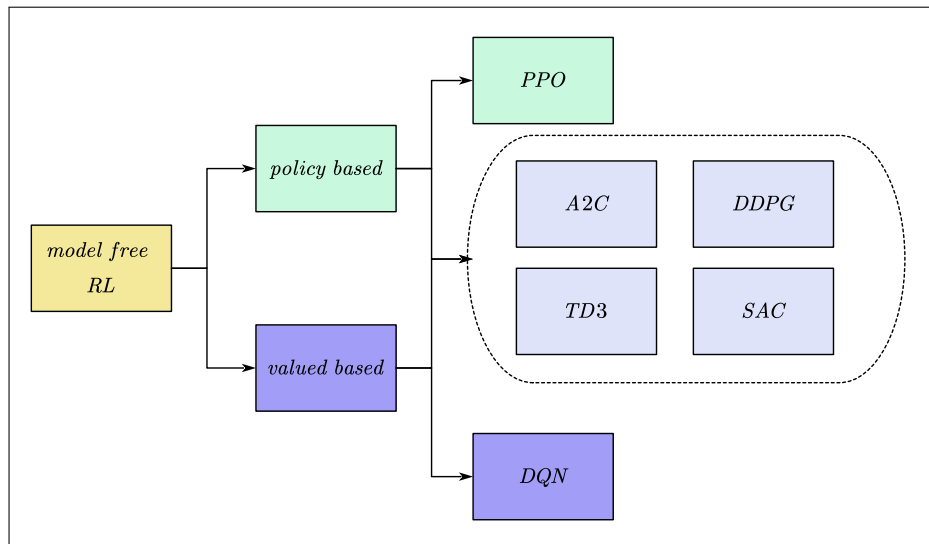 model free
RL
policy based
valued based
PPO
A2C
DDPG
TD3
SAC
DQN